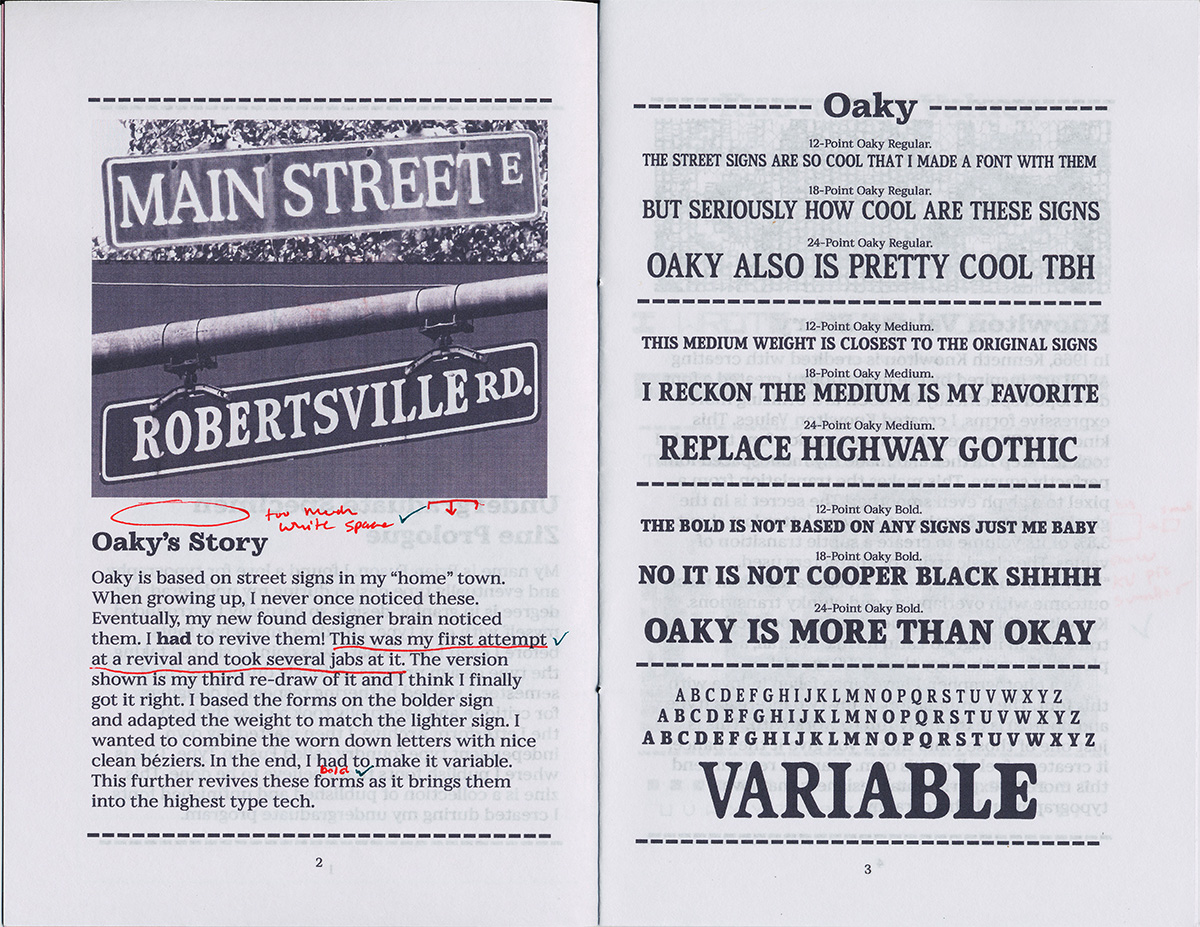 MAIN STREET E
ROBERTSVILLE RD.
too much
white space
Oaky's Story
Oaky is based on street signs in my “home” town.
When growing up, I never once noticed these.
Eventually, my new found designer brain noticed
them. I had to revive them! This was my first attempt
at a revival and took several jabs at it. The version
shown is my third re-draw of it and I think I finally
got it right. I based the forms on the bolder sign
and adapted the weight to match the lighter sign. I
wanted to combine the worn down letters with nice
clean béziers. In the end, I had to make it variable.
Bold
This further revives these forms as it brings them
into the highest type tech.
2
Oaky
12-Point Oaky Regular.
THE STREET SIGNS ARE SO COOL THAT I MADE A FONT WITH THEM
18-Point Oaky Regular.
BUT SERIOUSLY HOW COOL ARE THESE SIGNS
24-Point Oaky Regular.
OAKY ALSO IS PRETTY COOL TBH
12-Point Oaky Medium.
THIS MEDIUM WEIGHT IS CLOSEST TO THE ORIGINAL SIGNS
18-Point Oaky Medium.
I RECKON THE MEDIUM IS MY FAVORITE
24-Point Oaky Medium.
REPLACE HIGHWAY GOTHIC
12-Point Oaky Bold.
THE BOLD IS NOT BASED ON ANY SIGNS JUST ME BABY
18-Point Oaky Bold.
NO IT IS NOT COOPER BLACK SHHHH
24-Point Oaky Bold.
OAKY IS MORE THAN OKAY
A B C D E F G H I J K L M N O P Q R S T U V W X Y Z
A B C D E F G H I J K L M N O P Q R S T U V W X Y Z
A B C D E F G H I J K L M N O P Q R S T U V W X Y Z
VARIABLE
3